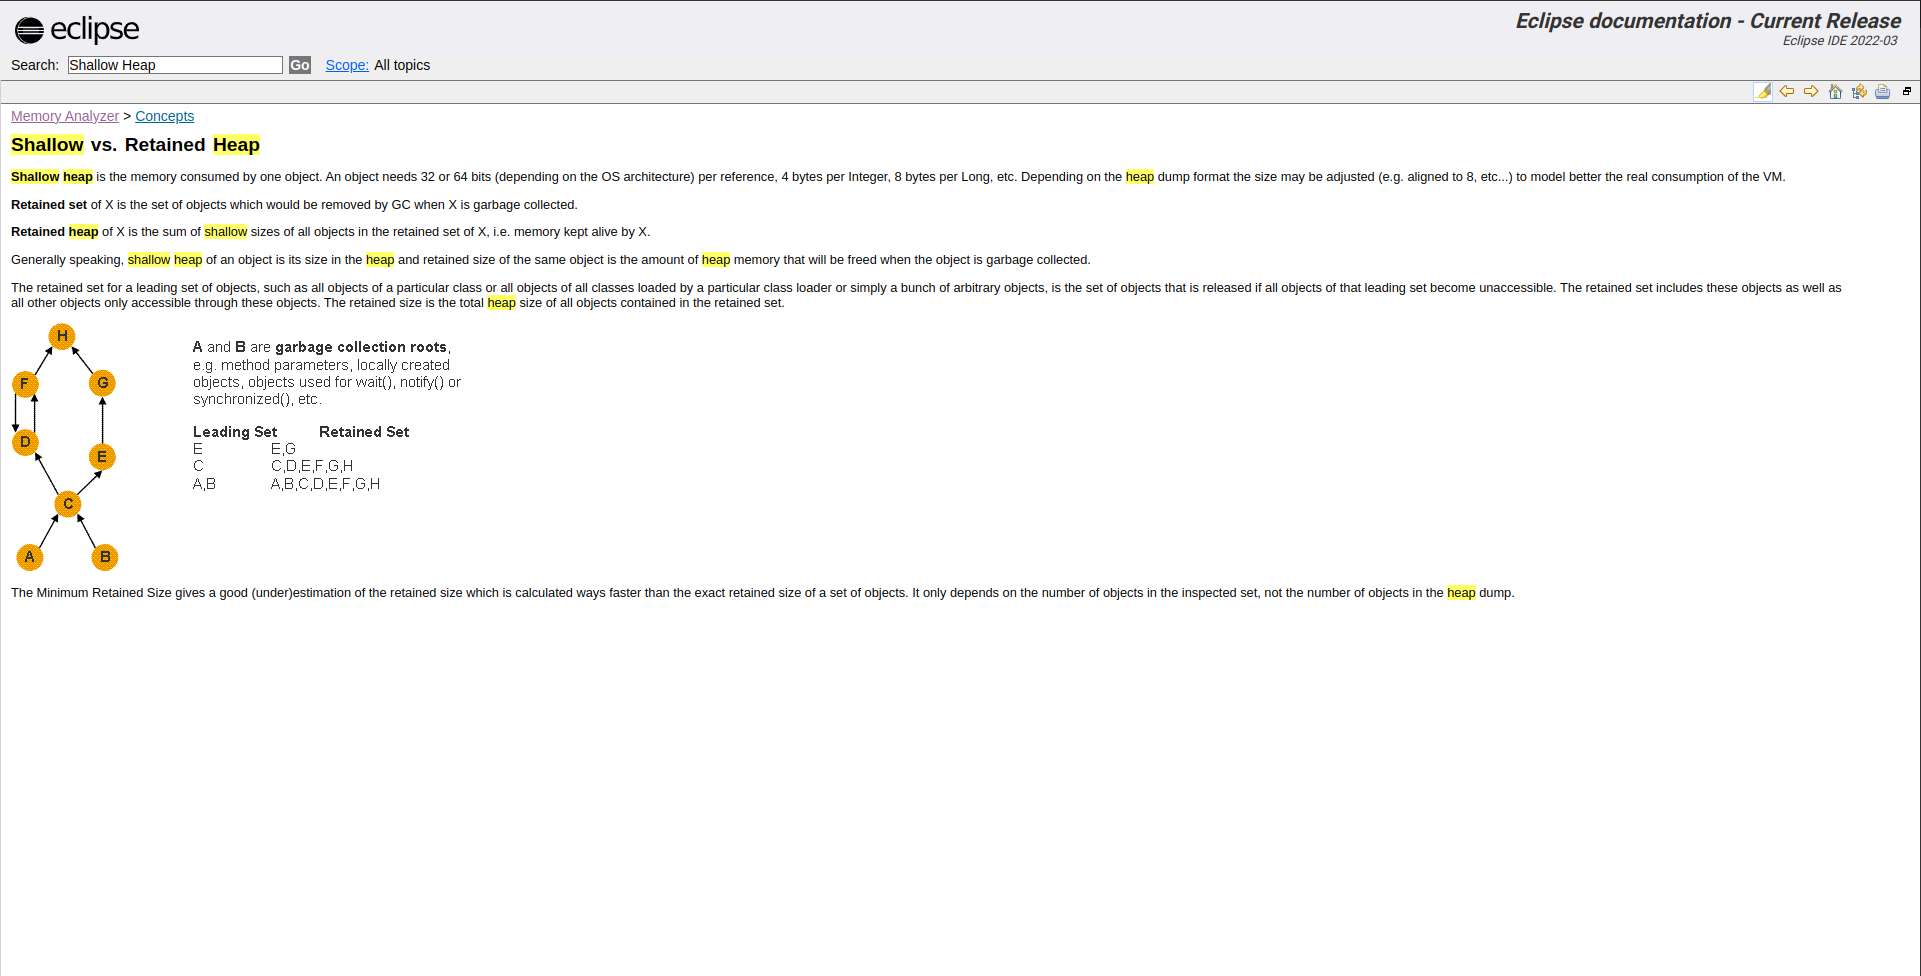 eclipse
Eclipse documentation - Current Release
Eclipse IDE 2022-03
Search: Shallow Heap Go Scope: All topics
Memory Analyzer > Concepts
Shallow vs. Retained Heap
Shallow heap is the memory consumed by one object. An object needs 32 or 64 bits (depending on the OS architecture) per reference, 4 bytes per Integer, 8 bytes per Long, etc. Depending on the heap dump format the size may be adjusted (e.g. aligned to 8, etc...) to model better the real consumption of the VM.
Retained set of X is the set of objects which would be removed by GC when X is garbage collected.
Retained heap of X is the sum of shallow sizes of all objects in the retained set of X, i.e. memory kept alive by X.
Generally speaking, shallow heap of an object is its size in the heap and retained size of the same object is the amount of heap memory that will be freed when the object is garbage collected.
The retained set for a leading set of objects, such as all objects of a particular class or all objects of all classes loaded by a particular class loader or simply a bunch of arbitrary objects, is the set of objects that is released if all objects of that leading set become unaccessible. The retained set includes these objects as well as
all other objects only accessible through these objects. The retained size is the total heap size of all objects contained in the retained set.
H
F G
D
E
C
A B
A and B are garbage collection roots,
e.g. method parameters, locally created
objects, objects used for wait(), notify() or
synchronized(), etc.
Leading Set Retained Set
E E,G
C C,D,E,F,G,H
A,B A,B,C,D,E,F,G,H
The Minimum Retained Size gives a good (under)estimation of the retained size which is calculated ways faster than the exact retained size of a set of objects. It only depends on the number of objects in the inspected set, not the number of objects in the heap dump.